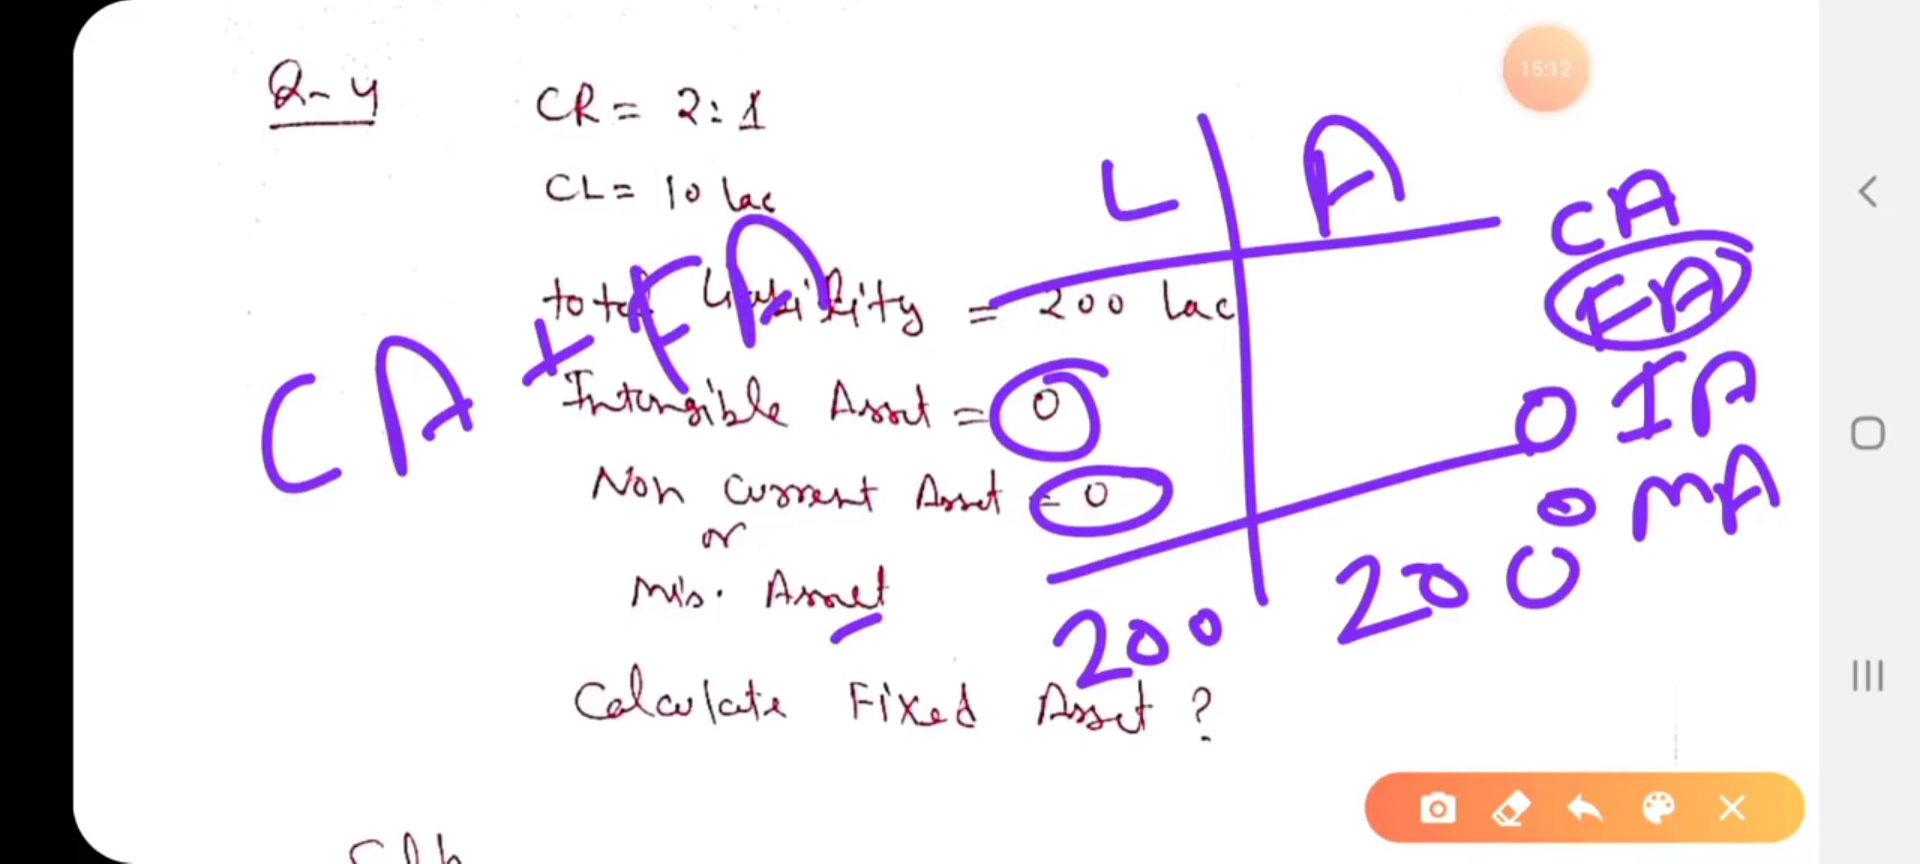 Q-4
CR = 2:1
CL = 10 lac
total Liability = 200 lac
Intangible Asset = 0
Non Current Asset = 0
or
Mis. Asset
Calculate Fixed Asset ?
CA + FA
L A
200 200
CA
FA
0 IA
0 MA
15:12